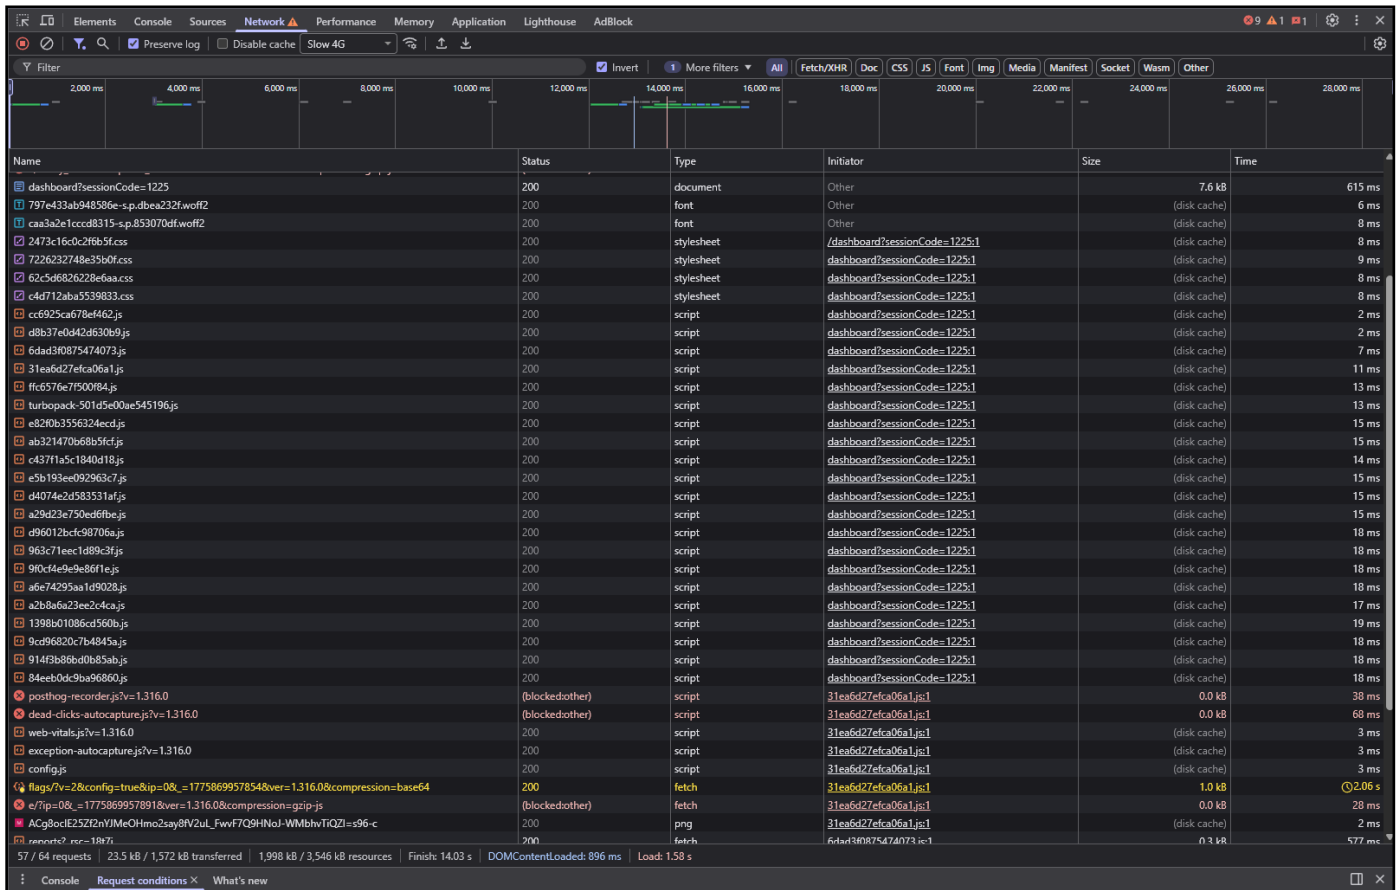 Elements Console Sources Network Performance Memory Application Lighthouse AdBlock 9 1 1
Preserve log Disable cache Slow 4G
Filter Invert 1 More filters All Fetch/XHR Doc CSS JS Font Img Media Manifest Socket Wasm Other
2,000 ms 4,000 ms 6,000 ms 8,000 ms 10,000 ms 12,000 ms 14,000 ms 16,000 ms 18,000 ms 20,000 ms 22,000 ms 24,000 ms 26,000 ms 28,000 ms
Name Status Type Initiator Size Time
dashboard?sessionCode=1225 200 document Other 7.6 kB 615 ms
797e433ab948586e-s.p.dbea232f.woff2 200 font Other (disk cache) 6 ms
caa3a2e1cccd8315-s.p.853070df.woff2 200 font Other (disk cache) 8 ms
2473c16c0c2f6b5f.css 200 stylesheet /dashboard?sessionCode=1225:1 (disk cache) 8 ms
7226232748e35b0f.css 200 stylesheet dashboard?sessionCode=1225:1 (disk cache) 9 ms
62c5d6826228e6aa.css 200 stylesheet dashboard?sessionCode=1225:1 (disk cache) 8 ms
c4d712aba5539833.css 200 stylesheet dashboard?sessionCode=1225:1 (disk cache) 8 ms
cc6925ca678ef462.js 200 script dashboard?sessionCode=1225:1 (disk cache) 2 ms
d8b37e0d42d630b9.js 200 script dashboard?sessionCode=1225:1 (disk cache) 2 ms
6dad3f0875474073.js 200 script dashboard?sessionCode=1225:1 (disk cache) 7 ms
31ea6d27efca06a1.js 200 script dashboard?sessionCode=1225:1 (disk cache) 11 ms
ffc6576e7f500f84.js 200 script dashboard?sessionCode=1225:1 (disk cache) 13 ms
turbopack-501d5e00ae545196.js 200 script dashboard?sessionCode=1225:1 (disk cache) 13 ms
e82f0b3556324ecd.js 200 script dashboard?sessionCode=1225:1 (disk cache) 15 ms
ab321470b68b5fcf.js 200 script dashboard?sessionCode=1225:1 (disk cache) 15 ms
c437f1a5c1840d18.js 200 script dashboard?sessionCode=1225:1 (disk cache) 14 ms
e5b193ee092963c7.js 200 script dashboard?sessionCode=1225:1 (disk cache) 15 ms
d4074e2d583531af.js 200 script dashboard?sessionCode=1225:1 (disk cache) 15 ms
a29d23e750ed6fbe.js 200 script dashboard?sessionCode=1225:1 (disk cache) 15 ms
d96012bcfc98706a.js 200 script dashboard?sessionCode=1225:1 (disk cache) 18 ms
963c71eec1d89c3f.js 200 script dashboard?sessionCode=1225:1 (disk cache) 18 ms
9f0cf4e9e9e86f1e.js 200 script dashboard?sessionCode=1225:1 (disk cache) 18 ms
a6e74295aa1d9028.js 200 script dashboard?sessionCode=1225:1 (disk cache) 18 ms
a2b8a6a23ee2c4ca.js 200 script dashboard?sessionCode=1225:1 (disk cache) 17 ms
1398b01086cd560b.js 200 script dashboard?sessionCode=1225:1 (disk cache) 19 ms
9cd96820c7b4845a.js 200 script dashboard?sessionCode=1225:1 (disk cache) 18 ms
914f3b86bd0b85ab.js 200 script dashboard?sessionCode=1225:1 (disk cache) 18 ms
84eeb0dc9ba96860.js 200 script dashboard?sessionCode=1225:1 (disk cache) 18 ms
posthog-recorder.js?v=1.316.0 (blocked:other) script 31ea6d27efca06a1.js:1 0.0 kB 38 ms
dead-clicks-autocapture.js?v=1.316.0 (blocked:other) script 31ea6d27efca06a1.js:1 0.0 kB 68 ms
web-vitals.js?v=1.316.0 200 script 31ea6d27efca06a1.js:1 (disk cache) 3 ms
exception-autocapture.js?v=1.316.0 200 script 31ea6d27efca06a1.js:1 (disk cache) 3 ms
config.js 200 script 31ea6d27efca06a1.js:1 (disk cache) 3 ms
flags/?v=2&config=true&ip=0&_=1775869957854&ver=1.316.0&compression=base64 200 fetch 31ea6d27efca06a1.js:1 1.0 kB 2.06 s
e/?ip=0&_=1775869957891&ver=1.316.0&compression=gzip-js (blocked:other) fetch 31ea6d27efca06a1.js:1 0.0 kB 28 ms
ACg8ocIE25Zf2nYJMeOHmo2say8fV2uL_FwvF7Q9HNoJ-WMbhvTiQZI=s96-c 200 png 31ea6d27efca06a1.js:1 (disk cache) 2 ms
reports?_rsc=18t7i 200 fetch 6dad3f0875474073.js:1 0.3 kB 577 ms
57 / 64 requests 23.5 kB / 1,572 kB transferred 1,998 kB / 3,546 kB resources Finish: 14.03 s DOMContentLoaded: 896 ms Load: 1.58 s
Console Request conditions What's new